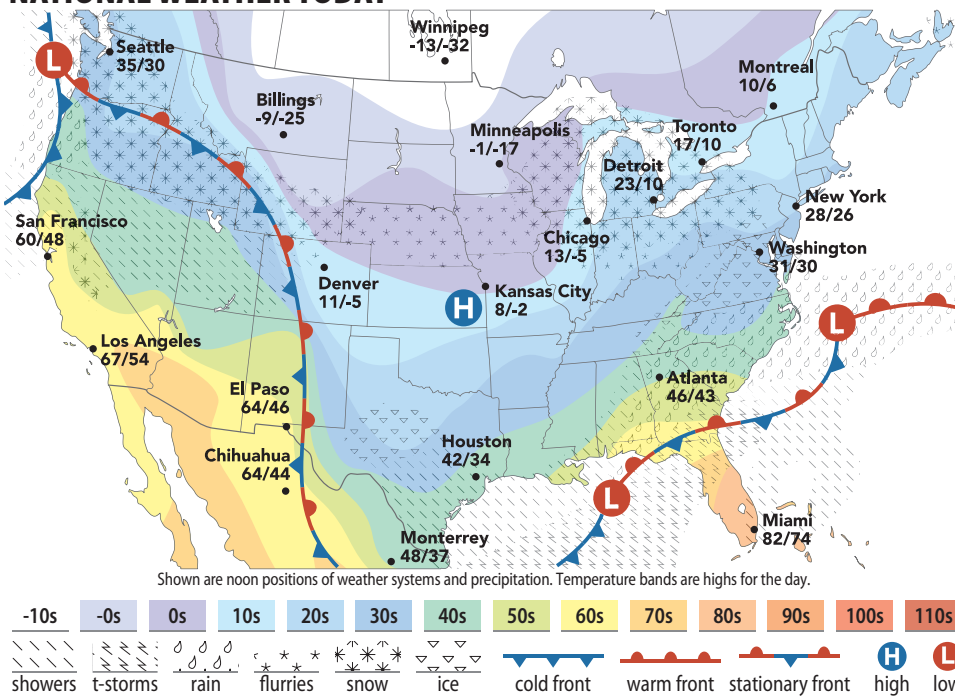 NATIONAL WEATHER TODAY
Winnipeg
-13/-32
Seattle
35/30
Montreal
10/6
Billings
-9/-25
Minneapolis
-1/-17
Toronto
17/10
Detroit
23/10
New York
28/26
San Francisco
60/48
Chicago
13/-5
Washington
31/30
Denver
11/-5
Kansas City
8/-2
Los Angeles
67/54
El Paso
64/46
Atlanta
46/43
Chihuahua
64/44
Houston
42/34
Miami
82/74
Monterrey
48/37
L
H
L
L
Shown are noon positions of weather systems and precipitation. Temperature bands are highs for the day.
-10s -0s 0s 10s 20s 30s 40s 50s 60s 70s 80s 90s 100s 110s
H L
showers t-storms rain flurries snow ice cold front warm front stationary front high low